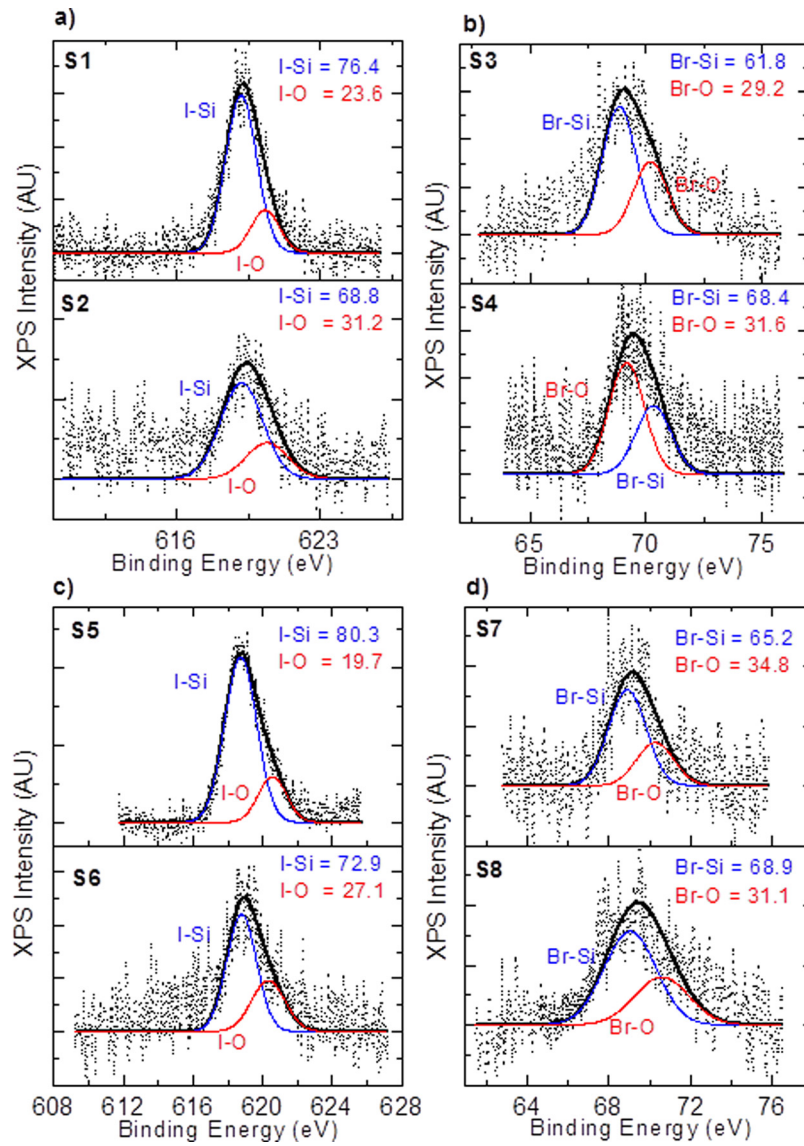 a)
S1
I-Si = 76.4
I-O = 23.6
I-Si
I-O
S2
I-Si = 68.8
I-O = 31.2
I-Si
I-O
XPS Intensity (AU)
616 623
Binding Energy (eV)
b)
S3
Br-Si = 61.8
Br-O = 29.2
Br-Si
Br-O
S4
Br-Si = 68.4
Br-O = 31.6
Br-O
Br-Si
XPS Intensity (AU)
65 70 75
Binding Energy (eV)
c)
S5
I-Si = 80.3
I-O = 19.7
I-Si
I-O
S6
I-Si = 72.9
I-O = 27.1
I-Si
I-O
XPS Intensity (AU)
608 612 616 620 624 628
Binding Energy (eV)
d)
S7
Br-Si = 65.2
Br-O = 34.8
Br-Si
Br-O
S8
Br-Si = 68.9
Br-O = 31.1
Br-Si
Br-O
XPS Intensity (AU)
64 68 72 76
Binding Energy (eV)